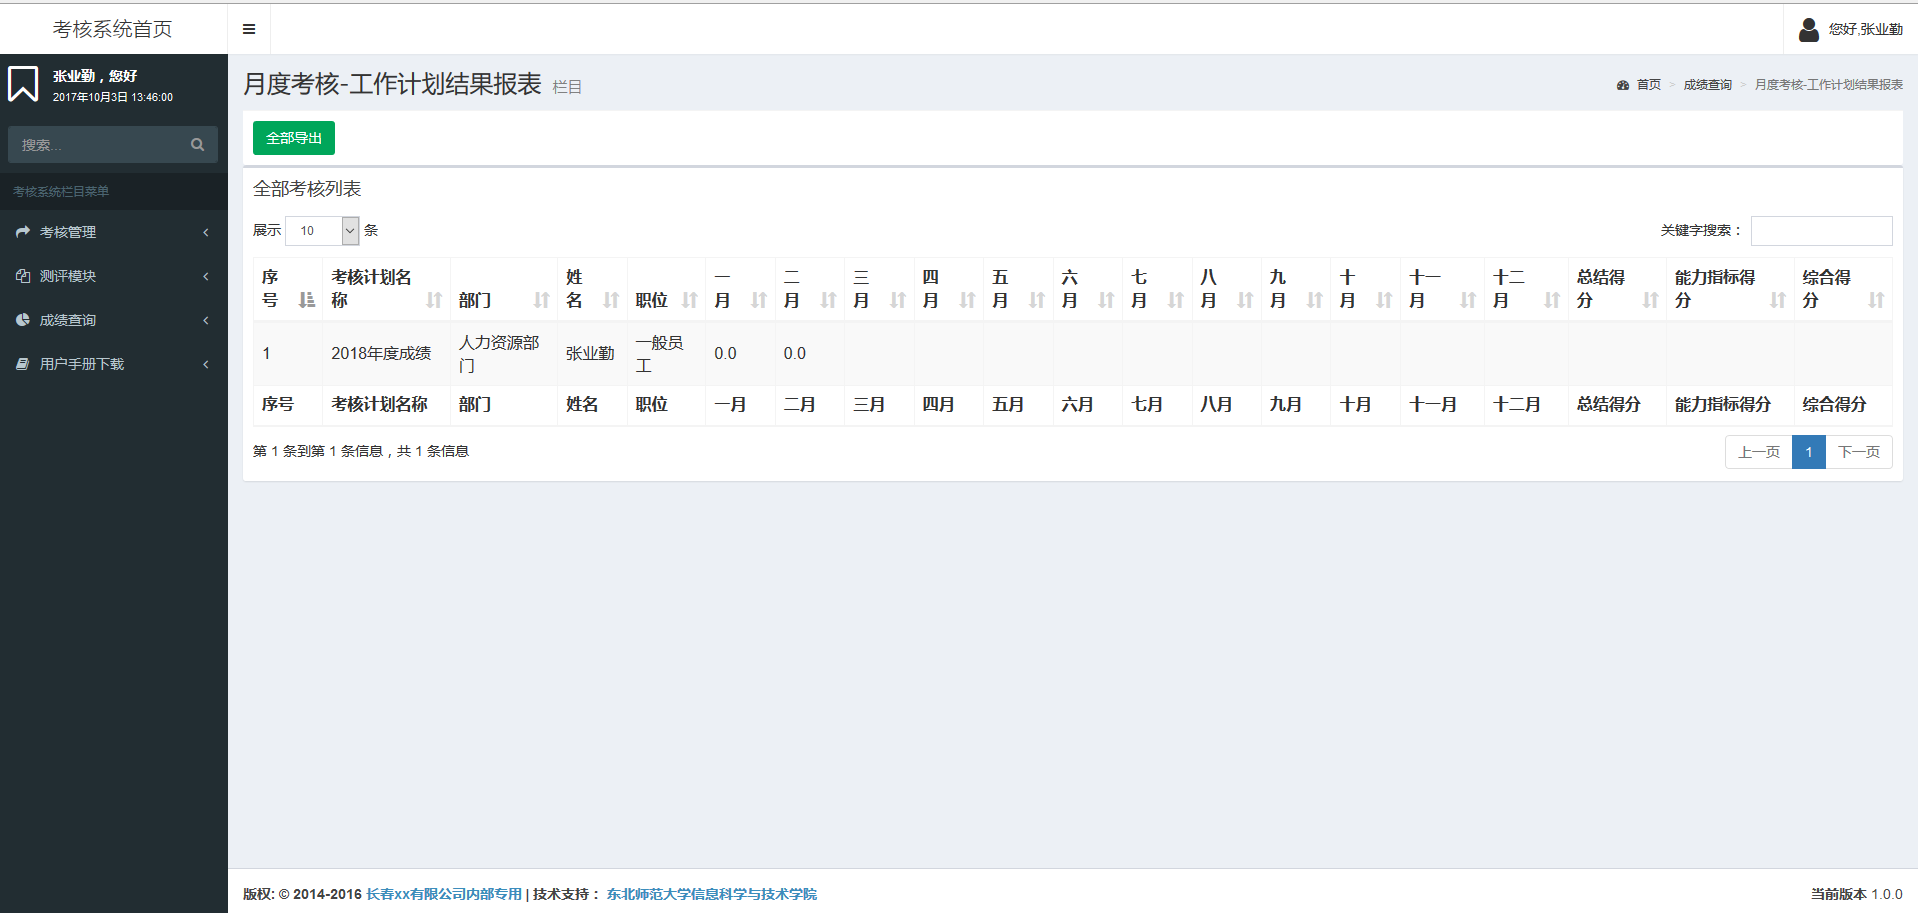 考核系统首页
您好,张业勤
张业勤，您好
2017年10月3日 13:46:00
搜索...
考核系统栏目菜单
考核管理
测评模块
成绩查询
用户手册下载
月度考核-工作计划结果报表 栏目
首页 > 成绩查询 > 月度考核-工作计划结果报表
全部导出
全部考核列表
展示 10 条
关键字搜索：
序号 考核计划名称 部门 姓名 职位 一月 二月 三月 四月 五月 六月 七月 八月 九月 十月 十一月 十二月 总结得分 能力指标得分 综合得分
1 2018年度成绩 人力资源部门 张业勤 一般员工 0.0 0.0
序号 考核计划名称 部门 姓名 职位 一月 二月 三月 四月 五月 六月 七月 八月 九月 十月 十一月 十二月 总结得分 能力指标得分 综合得分
第 1 条到第 1 条信息，共 1 条信息
上一页 1 下一页
版权: © 2014-2016 长春xx有限公司内部专用 | 技术支持： 东北师范大学信息科学与技术学院
当前版本 1.0.0